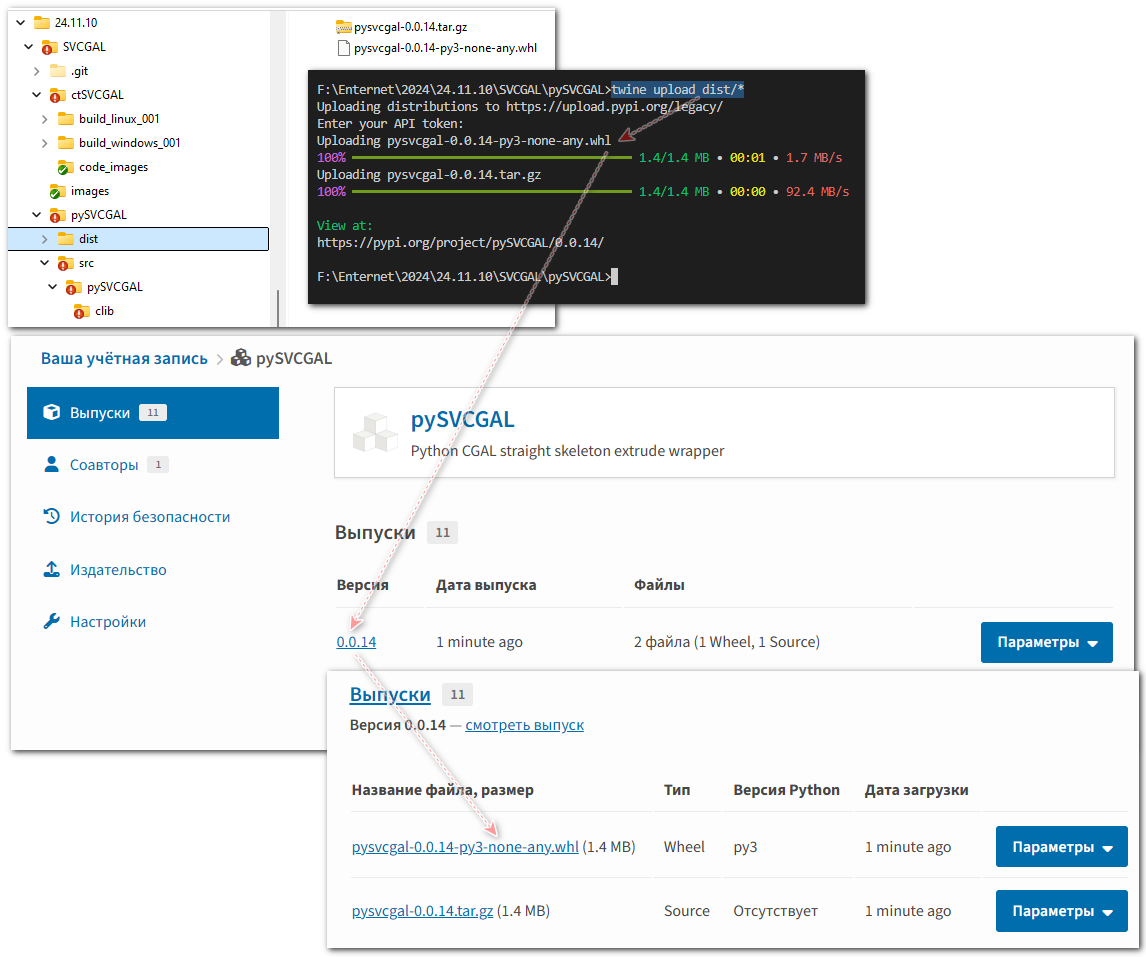 24.11.10
SVCGAL
.git
ctSVCGAL
build_linux_001
build_windows_001
code_images
images
pySVCGAL
dist
src
pySVCGAL
clib
pysvcgal-0.0.14.tar.gz
pysvcgal-0.0.14-py3-none-any.whl
F:\Enternet\2024\24.11.10\SVCGAL\pySVCGAL>twine upload dist/*
Uploading distributions to https://upload.pypi.org/legacy/
Enter your API token:
Uploading pysvcgal-0.0.14-py3-none-any.whl
100% 1.4/1.4 MB • 00:01 • 1.7 MB/s
Uploading pysvcgal-0.0.14.tar.gz
100% 1.4/1.4 MB • 00:00 • 92.4 MB/s
View at:
https://pypi.org/project/pySVCGAL/0.0.14/
F:\Enternet\2024\24.11.10\SVCGAL\pySVCGAL>
Ваша учётная запись > pySVCGAL
Выпуски 11
Соавторы 1
История безопасности
Издательство
Настройки
pySVCGAL
Python CGAL straight skeleton extrude wrapper
Выпуски 11
Версия Дата выпуска Файлы
0.0.14 1 minute ago 2 файла (1 Wheel, 1 Source) Параметры
Выпуски 11
Версия 0.0.14 — смотреть выпуск
Название файла, размер Тип Версия Python Дата загрузки
pysvcgal-0.0.14-py3-none-any.whl (1.4 MB) Wheel py3 1 minute ago Параметры
pysvcgal-0.0.14.tar.gz (1.4 MB) Source Отсутствует 1 minute ago Параметры